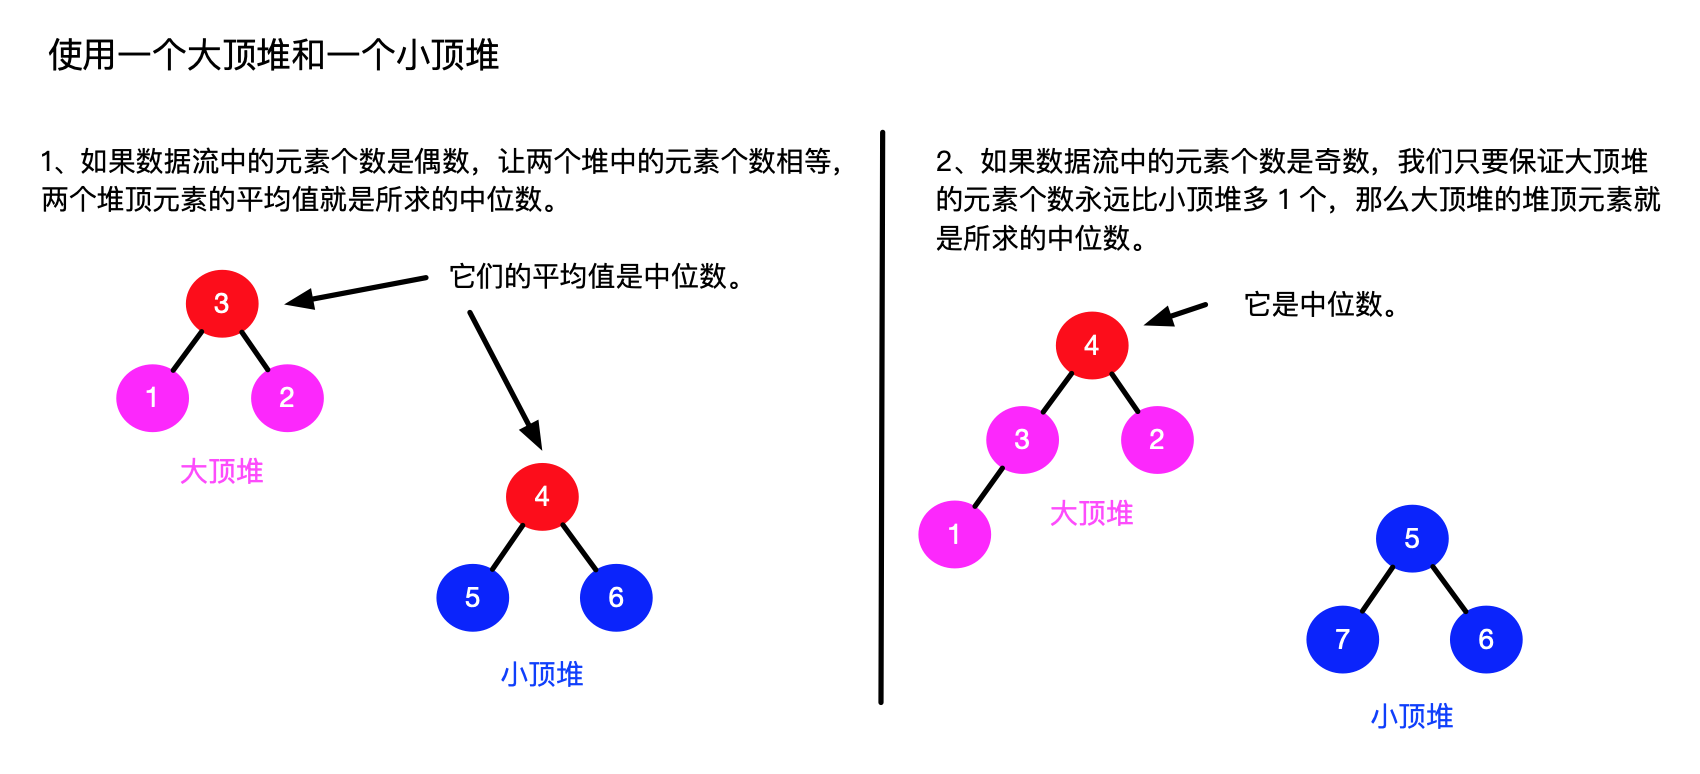 使用一个大顶堆和一个小顶堆
1、如果数据流中的元素个数是偶数，让两个堆中的元素个数相等，
两个堆顶元素的平均值就是所求的中位数。
它们的平均值是中位数。
3
1
2
大顶堆
4
5
6
小顶堆
2、如果数据流中的元素个数是奇数，我们只要保证大顶堆
的元素个数永远比小顶堆多 1 个，那么大顶堆的堆顶元素就
是所求的中位数。
它是中位数。
4
3
2
1
大顶堆
5
7
6
小顶堆